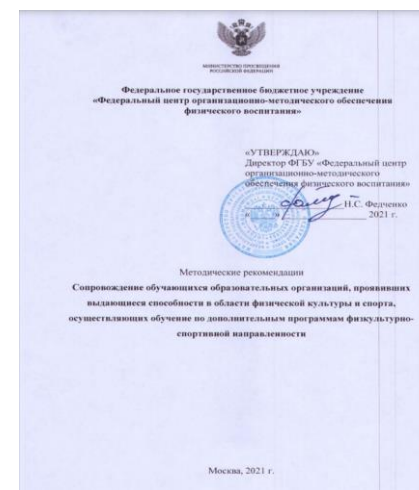 МИНИСТЕРСТВО ПРОСВЕЩЕНИЯ
РОССИЙСКОЙ ФЕДЕРАЦИИ
Федеральное государственное бюджетное учреждение
«Федеральный центр организационно-методического обеспечения
физического воспитания»
«УТВЕРЖДАЮ»
Директор ФГБУ «Федеральный центр
организационно-методического
обеспечения физического воспитания»
Н.С. Федченко
2021 г.
Методические рекомендации
Сопровождение обучающихся образовательных организаций, проявивших
выдающиеся способности в области физической культуры и спорта,
осуществляющих обучение по дополнительным программам физкультурно-
спортивной направленности
Москва, 2021 г.